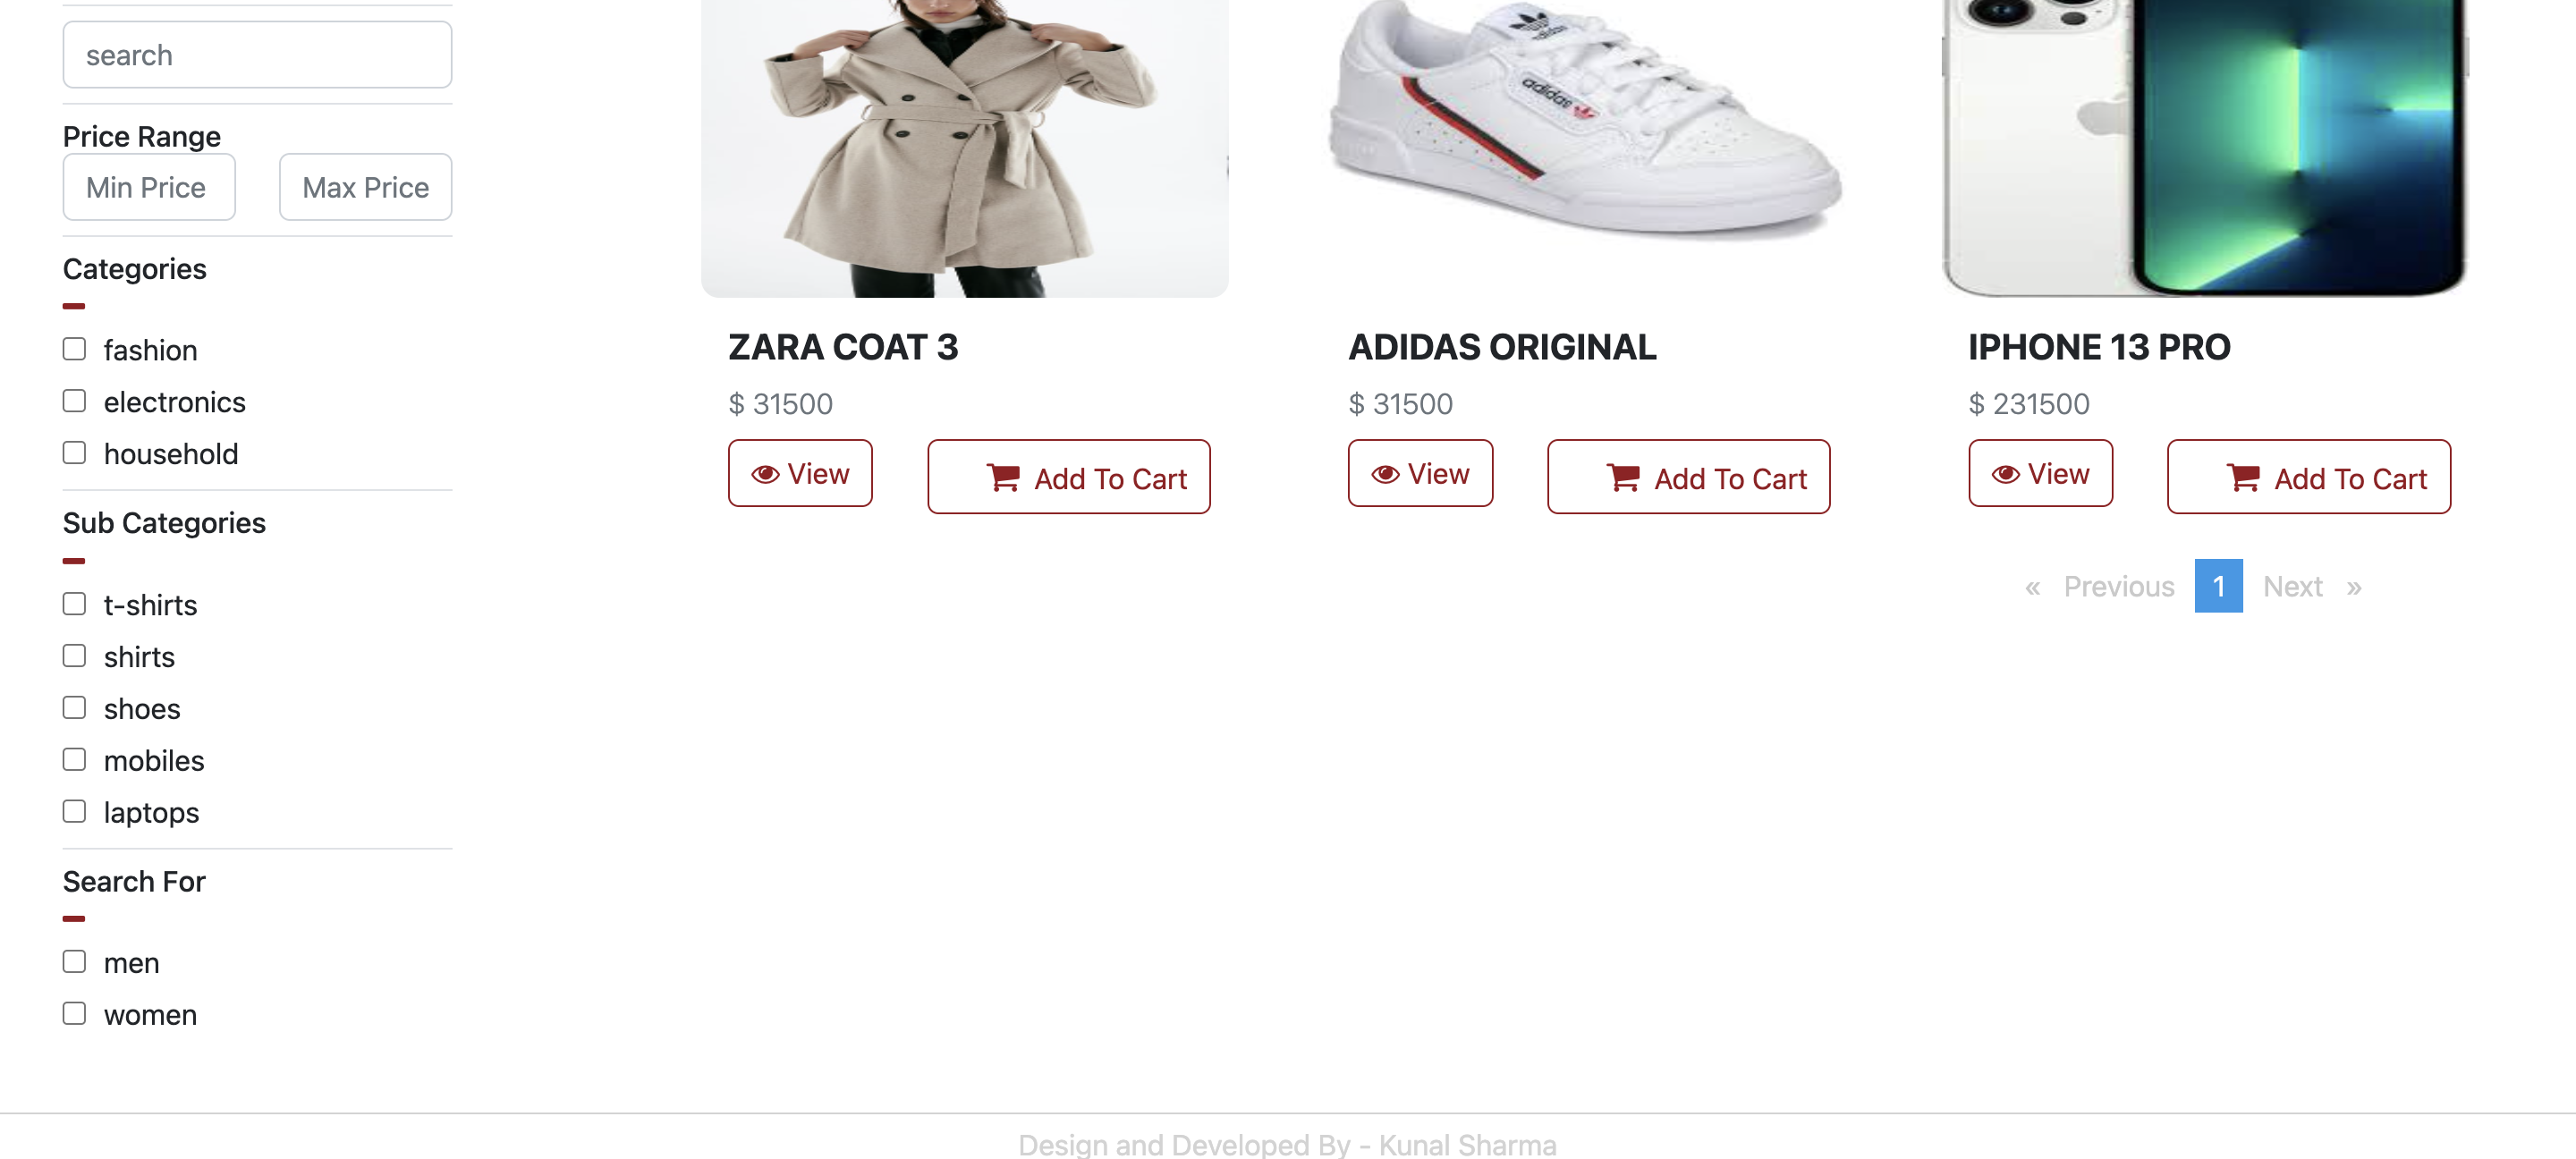 search
Price Range
Min Price
Max Price
Categories
fashion
electronics
household
Sub Categories
t-shirts
shirts
shoes
mobiles
laptops
Search For
men
women
adidas
ZARA COAT 3
$ 31500
View
Add To Cart
ADIDAS ORIGINAL
$ 31500
View
Add To Cart
IPHONE 13 PRO
$ 231500
View
Add To Cart
« Previous 1 Next »
Design and Developed By - Kunal Sharma